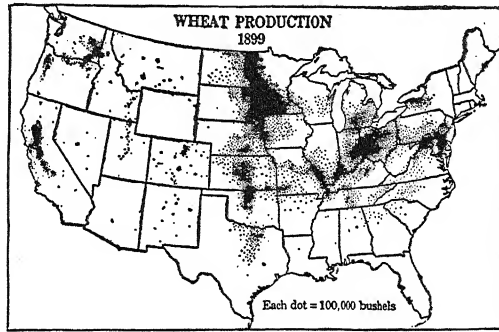 WHEAT PRODUCTION
1899
Each dot = 100,000 bushels